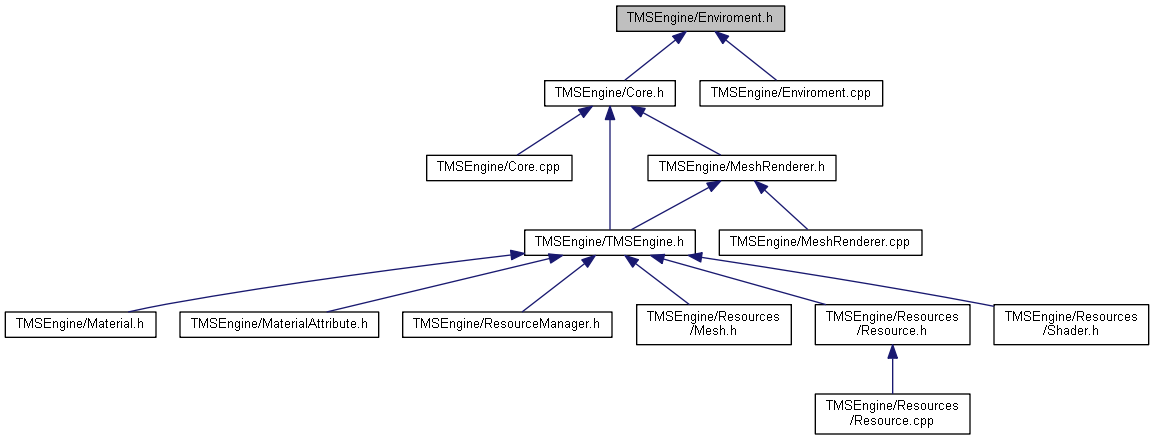 TMSEngine/Enviroment.h
TMSEngine/Core.h
TMSEngine/Enviroment.cpp
TMSEngine/Core.cpp
TMSEngine/MeshRenderer.h
TMSEngine/TMSEngine.h
TMSEngine/MeshRenderer.cpp
TMSEngine/Material.h
TMSEngine/MaterialAttribute.h
TMSEngine/ResourceManager.h
TMSEngine/Resources
/Mesh.h
TMSEngine/Resources
/Resource.h
TMSEngine/Resources
/Shader.h
TMSEngine/Resources
/Resource.cpp